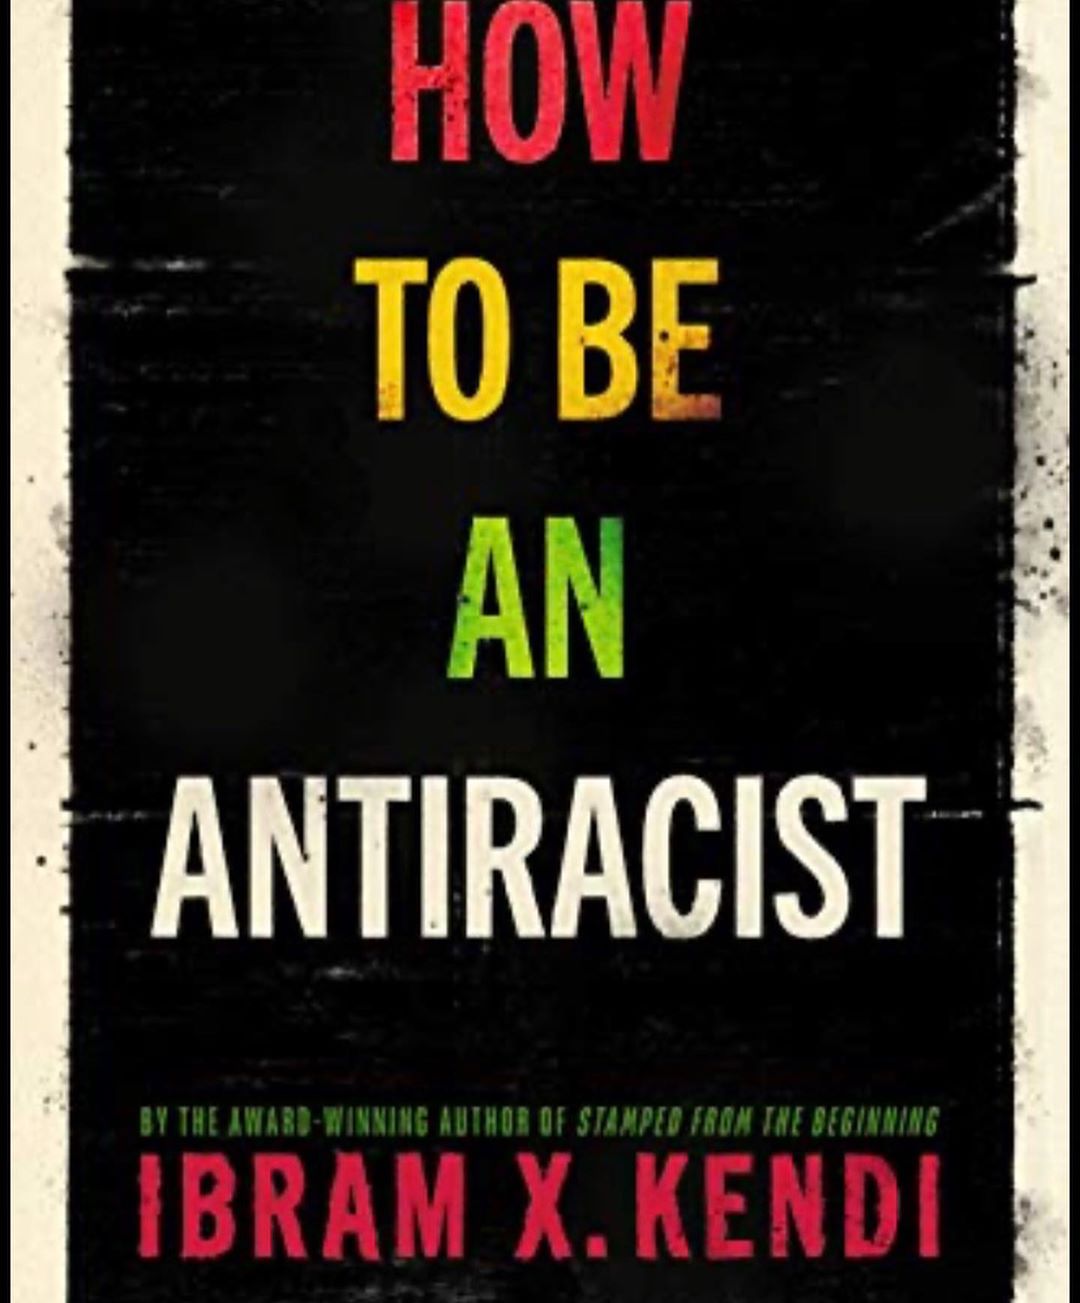 HOW
TO BE
AN
ANTIRACIST
BY THE AWARD-WINNING AUTHOR OF STAMPED FROM THE BEGINNING
IBRAM X. KENDI